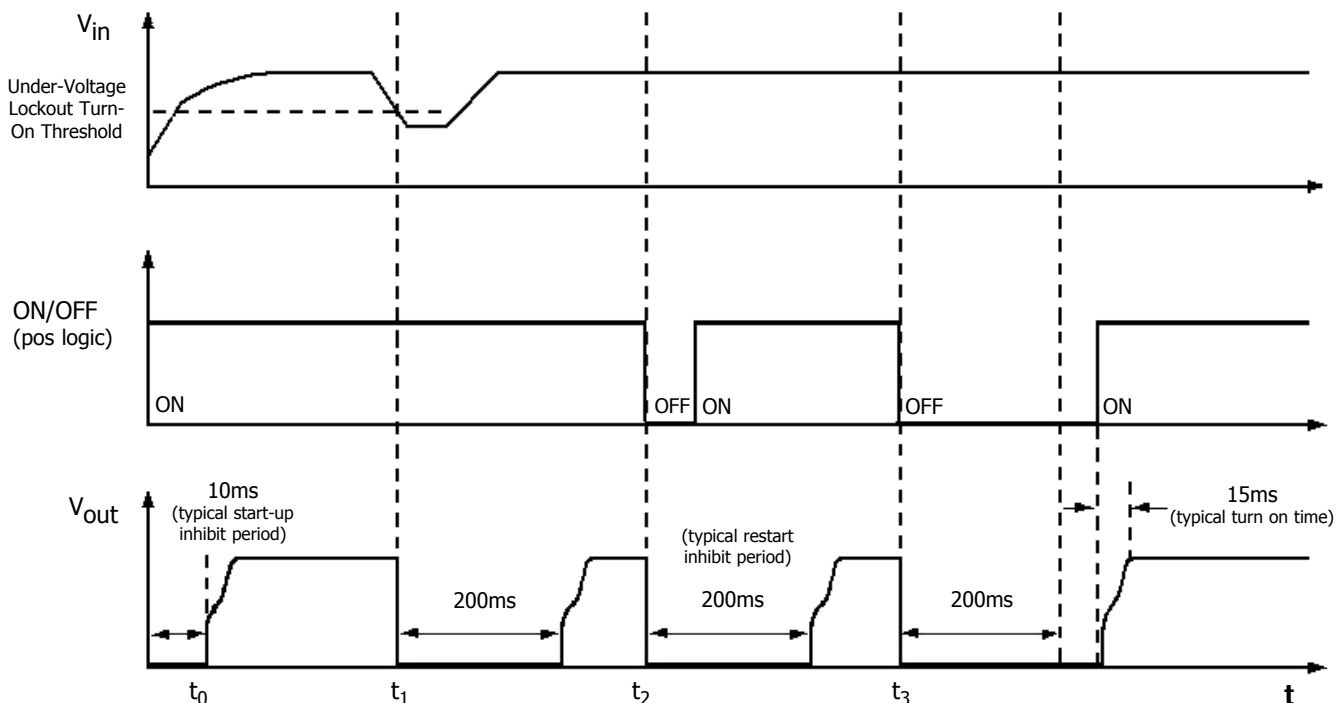 Vin
Under-Voltage
Lockout Turn-
On Threshold
ON/OFF
(pos logic)
ON
OFF
ON
OFF
ON
Vout
10ms
(typical start-up
inhibit period)
(typical restart
inhibit period)
15ms
(typical turn on time)
200ms
200ms
200ms
t0
t1
t2
t3
t